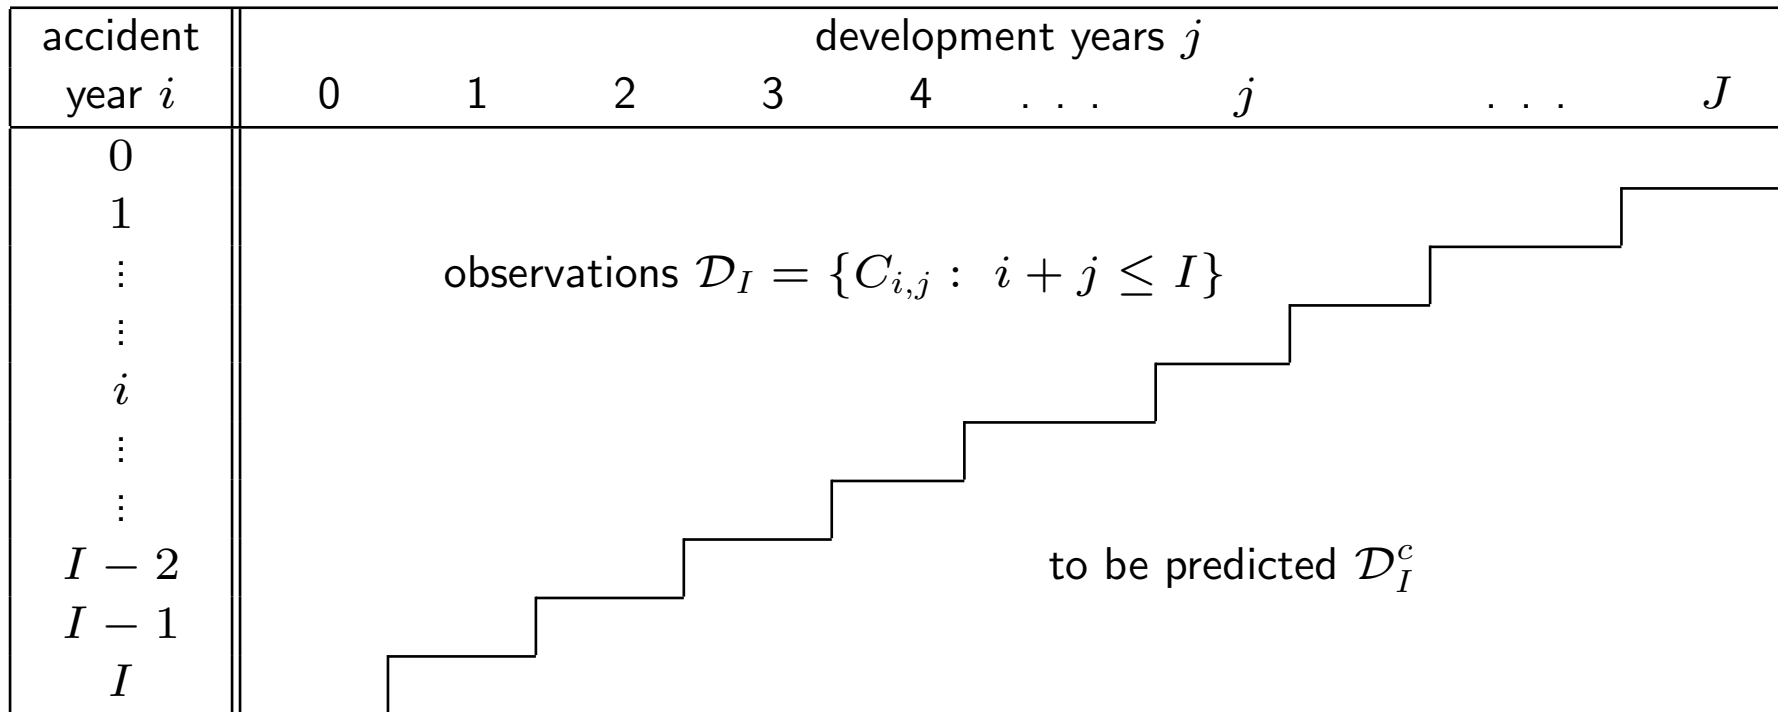 accident development years j
year i 0 1 2 3 4 . . . j . . . J
0
1
⋮ observations 𝒟_I = {C_{i,j} : i + j ≤ I}
⋮
i
⋮
⋮
I − 2 to be predicted 𝒟_I^c
I − 1
I